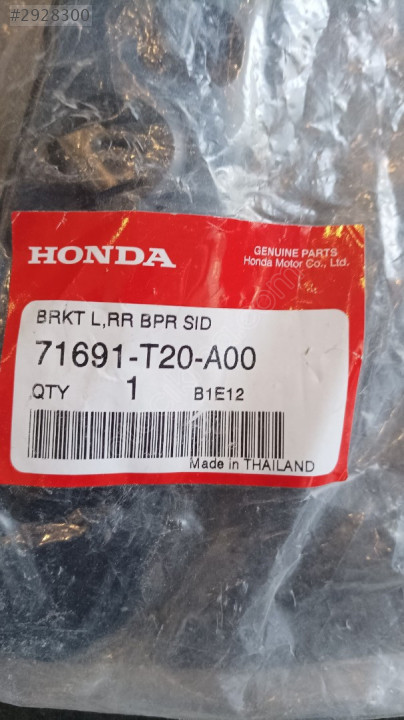 #2928300
HONDA
GENUINE PARTS
Honda Motor Co., Ltd.
BRKT L,RR BPR SID
71691-T20-A00
QTY 1 B1E12
Made in THAILAND